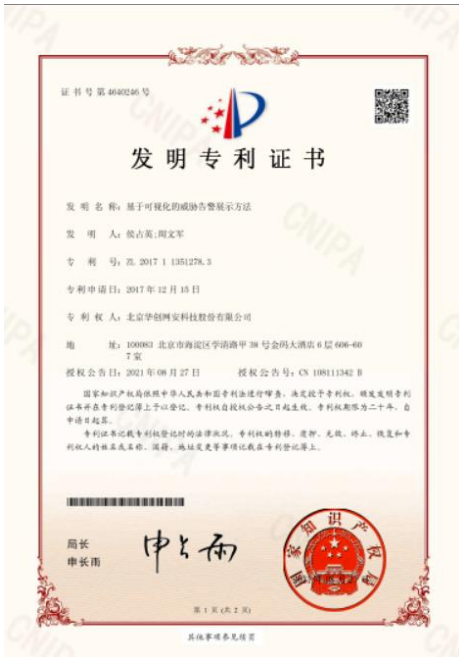 证书号第4640246号
发明专利证书
发 明 名 称：基于可视化的威胁告警展示方法
发 明 人：侯占英;周文军
专 利 号：ZL 2017 1 1351278.3
专利申请日：2017年12月15日
专 利 权 人：北京华创网安科技股份有限公司
地 址：100083 北京市海淀区学清路甲38号金码大酒店6层606-60
7室
授权公告日：2021年08月27日 授权公告号：CN 108111342 B
国家知识产权局依照中华人民共和国专利法进行审查，决定授予专利权，颁发发明专利
证书并在专利登记簿上予以登记。专利权自授权公告之日起生效。专利权期限为二十年，自
申请日起算。
专利证书记载专利权登记时的法律状况。专利权的转移、质押、无效、终止、恢复和专
利权人的姓名或名称、国籍、地址变更等事项记载在专利登记簿上。
局长
申长雨
申长雨
国家知识产权局
第 1 页 (共 2 页)
其他事项参见续页
CNIPA